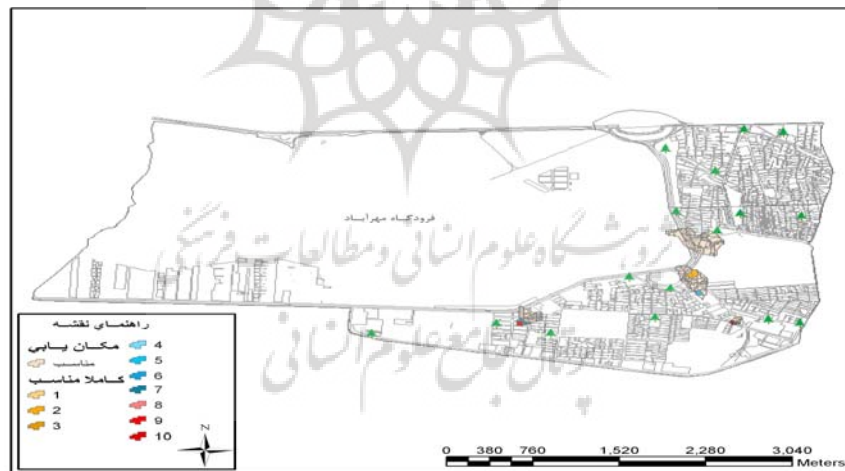 فرودگاه مهرآباد
پژوهشگاه علوم انسانی و مطالعات فرهنگی
پرتال جامع علوم انسانی
راهنمای نقشه
مکان یابی
مناسب
کاملا مناسب
1
2
3
4
5
6
7
8
9
10
N
0 380 760 1,520 2,280 3,040
Meters